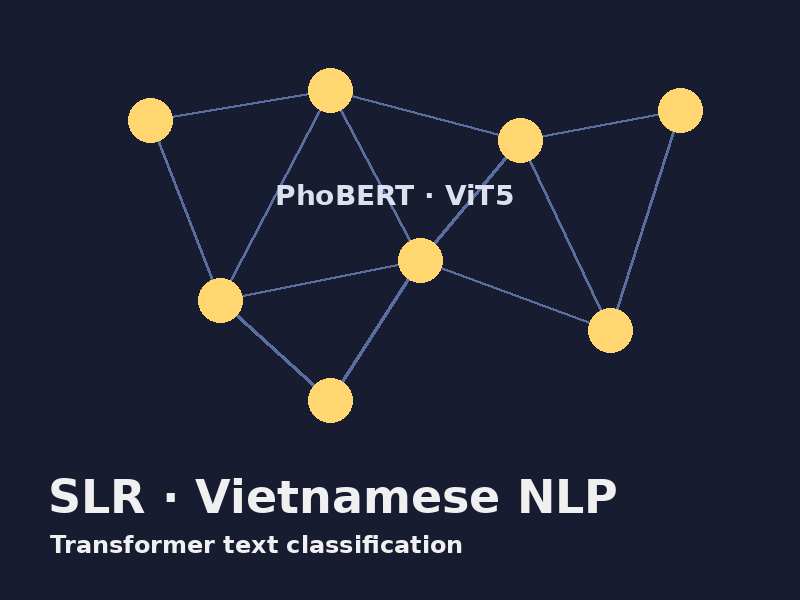 PhoBERT · ViT5
SLR · Vietnamese NLP
Transformer text classification